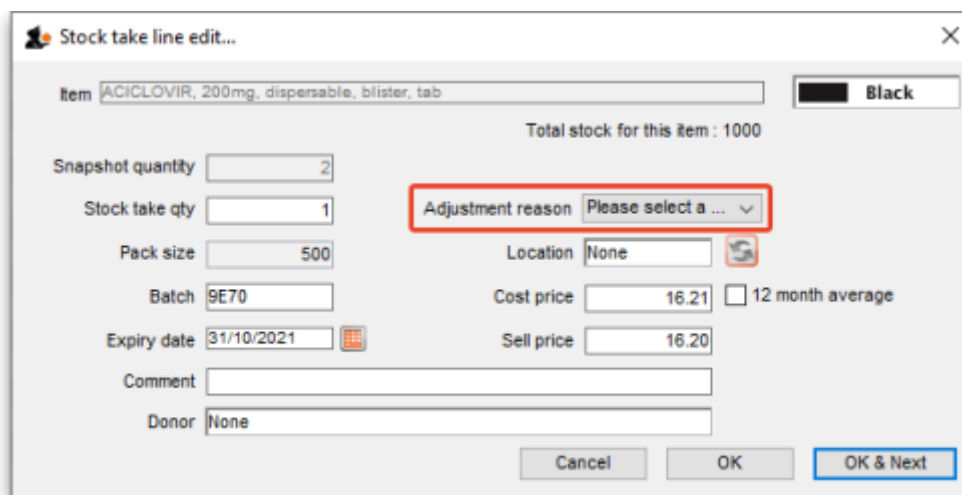 Stock take line edit...
Item ACICLOVIR, 200mg, dispersable, blister, tab Black
Total stock for this item : 1000
Snapshot quantity 2
Stock take qty 1 Adjustment reason Please select a ...
Pack size 500 Location None
Batch 9E70 Cost price 16.21 12 month average
Expiry date 31/10/2021 Sell price 16.20
Comment
Donor None
Cancel OK OK & Next